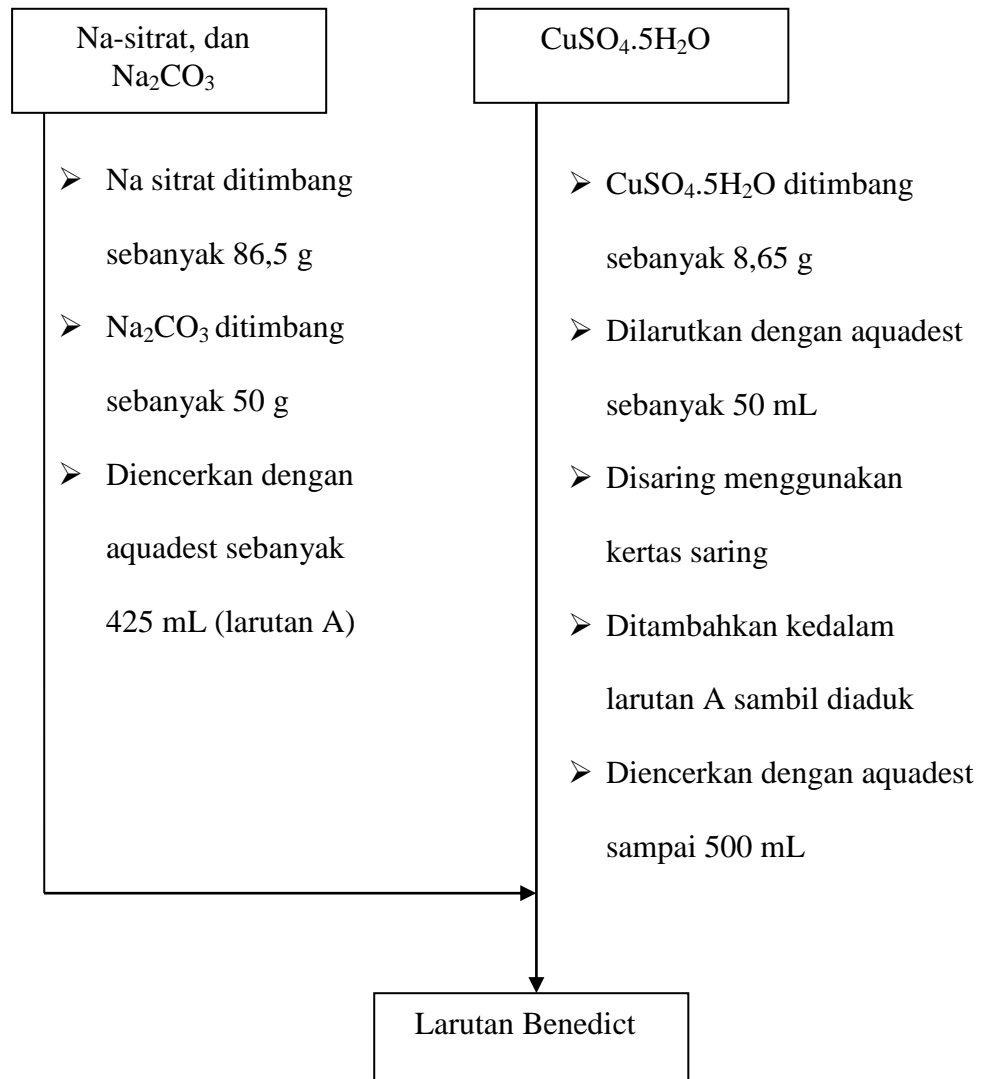 Na-sitrat, dan
Na₂CO₃
➢ Na sitrat ditimbang
sebanyak 86,5 g
➢ Na₂CO₃ ditimbang
sebanyak 50 g
➢ Diencerkan dengan
aquadest sebanyak
425 mL (larutan A)
CuSO₄.5H₂O
➢ CuSO₄.5H₂O ditimbang
sebanyak 8,65 g
➢ Dilarutkan dengan aquadest
sebanyak 50 mL
➢ Disaring menggunakan
kertas saring
➢ Ditambahkan kedalam
larutan A sambil diaduk
➢ Diencerkan dengan aquadest
sampai 500 mL
Larutan Benedict